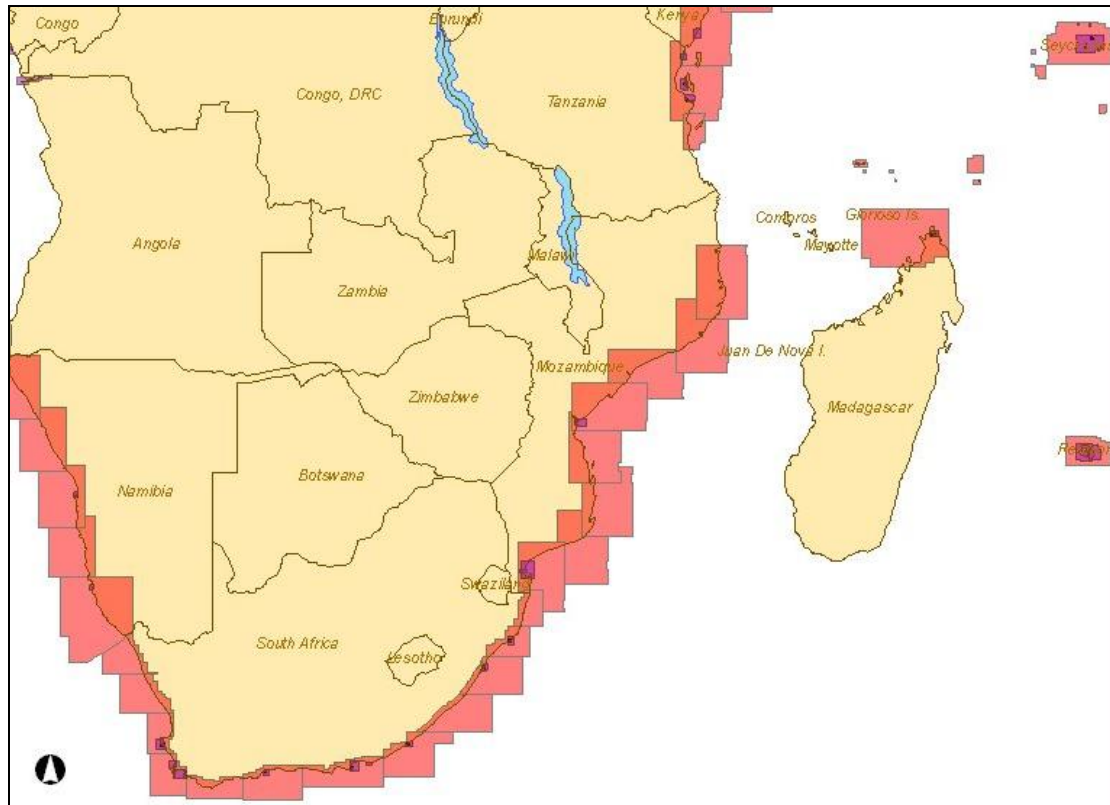 Congo
Burundi
Kenya
Congo, DRC
Tanzania
Comoros
Glorioso Is.
Mayotte
Angola
Malawi
Zambia
Juan De Nova I.
Mozambique
Zimbabwe
Madagascar
Botswana
Namibia
Swaziland
South Africa
Lesotho